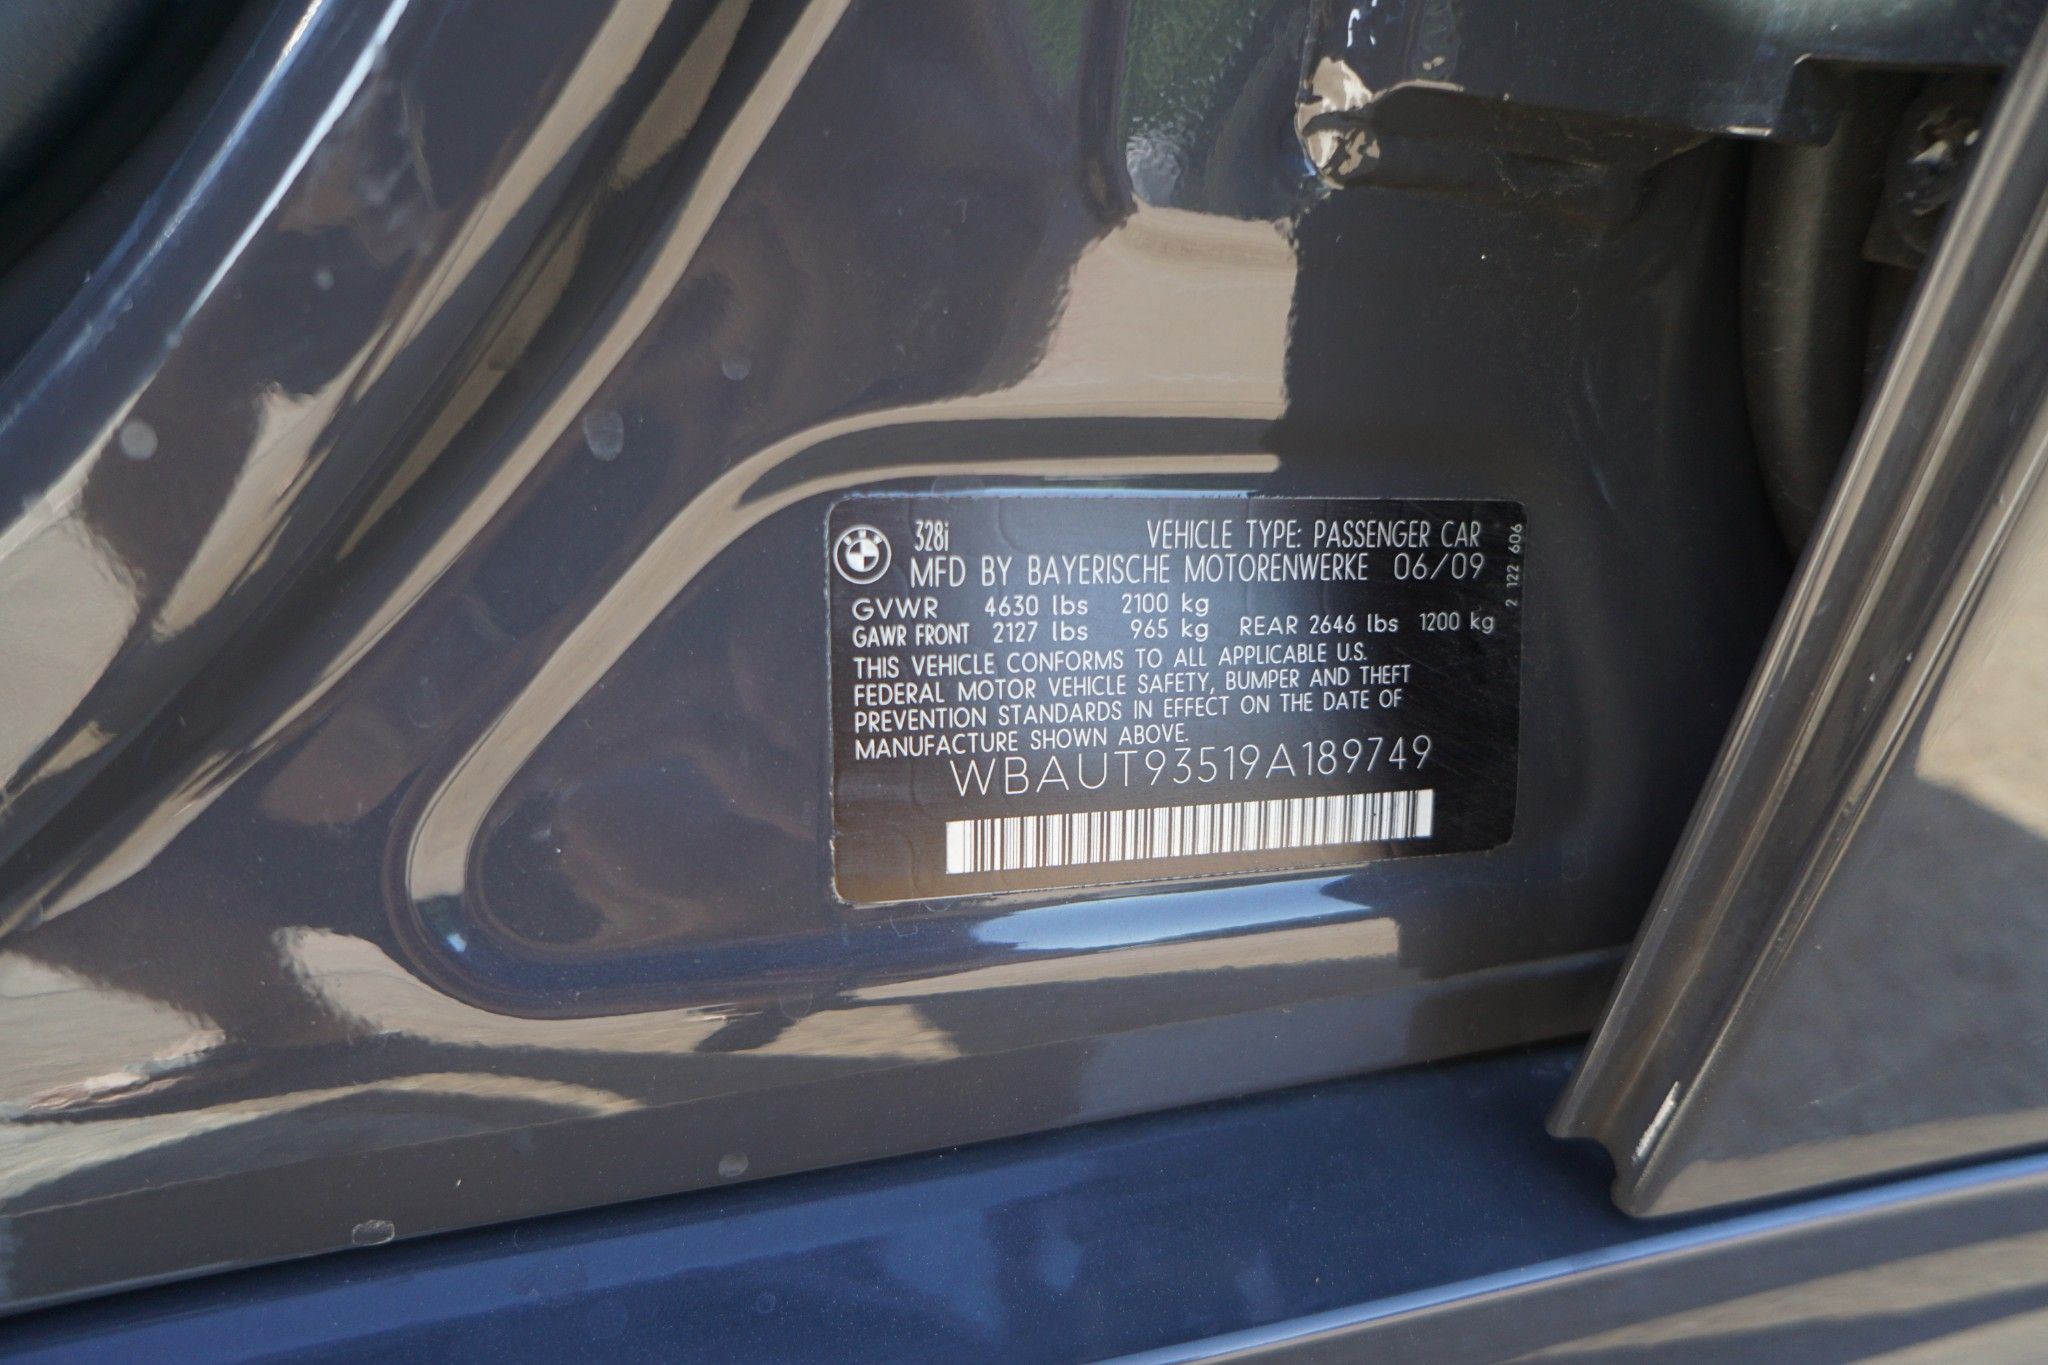 328i VEHICLE TYPE: PASSENGER CAR
MFD BY BAYERISCHE MOTORENWERKE 06/09
GVWR 4630 lbs 2100 kg
GAWR FRONT 2127 lbs 965 kg REAR 2646 lbs 1200 kg
THIS VEHICLE CONFORMS TO ALL APPLICABLE U.S.
FEDERAL MOTOR VEHICLE SAFETY, BUMPER AND THEFT
PREVENTION STANDARDS IN EFFECT ON THE DATE OF
MANUFACTURE SHOWN ABOVE.
WBAUT93519A189749
2 122 606